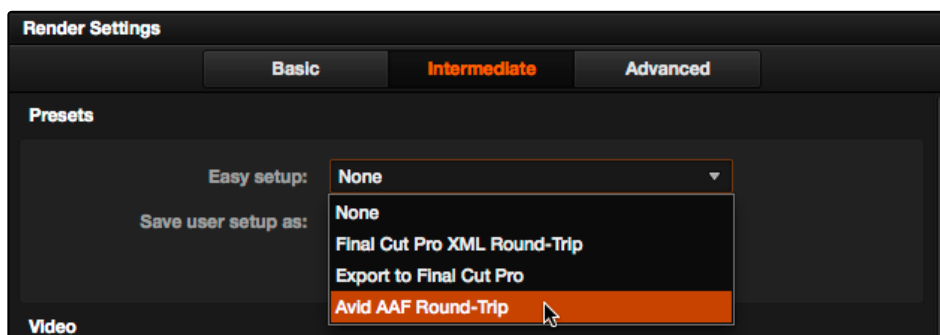 Render Settings
Basic Intermediate Advanced
Presets
Easy setup: None
None
Save user setup as:
Final Cut Pro XML Round-Trip
Export to Final Cut Pro
Avid AAF Round-Trip
Video